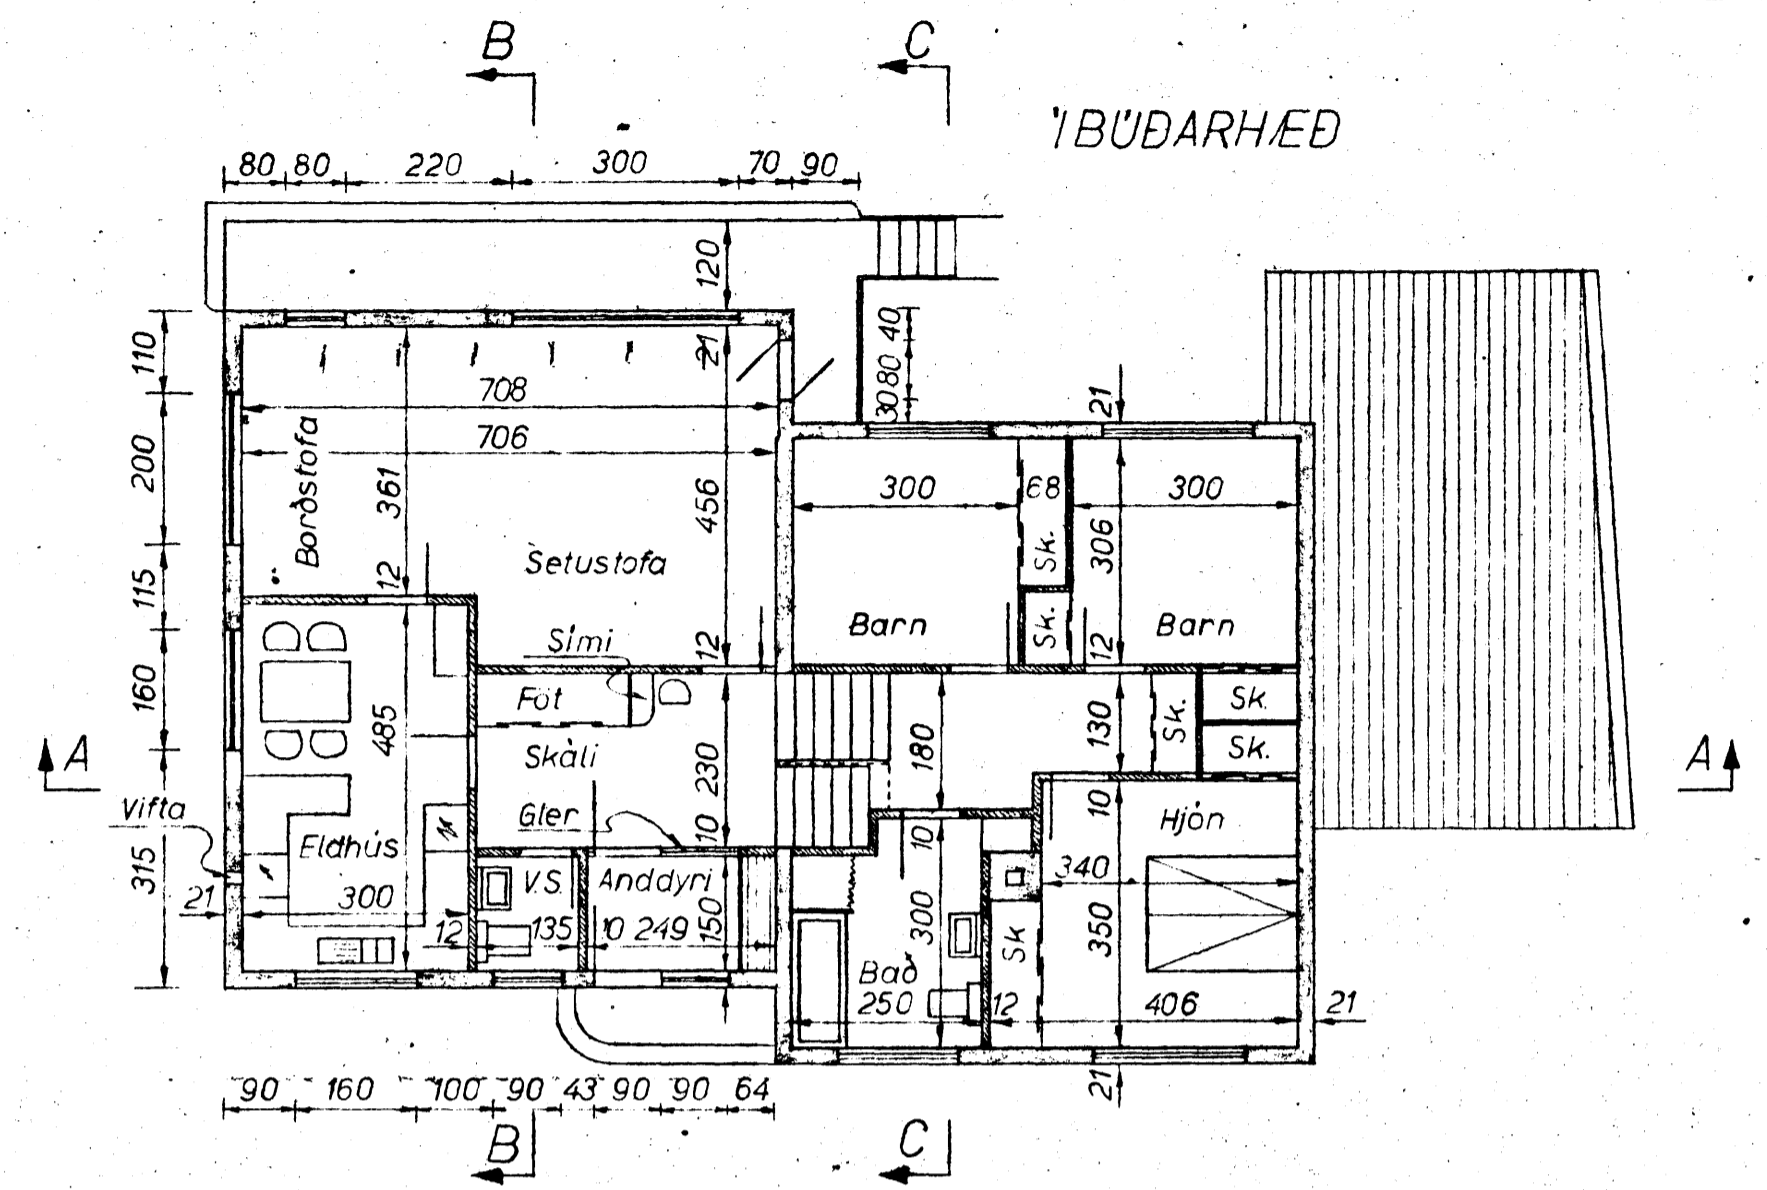 B
C
ÍBÚÐARHÆÐ
80 80 220 300 70 90
120
110
21
40
80
30
21
708
706
Borðstofa
361
456
200
300
68
300
306
Sk.
12
Setustofa
115
Barn
Sk.
Barn
Sími
12
12
160
Föt
485
Skáli
230
180
130
Sk.
Sk.
Sk.
A
A
Vifta
Gler
10
10
10
Hjón
Eldhús
315
V.S.
Anddyri
340
21
300
12
135
10
249
150
300
350
Sk
Bað
250
12
406
21
90 160 100 90 43 90 90 64
21
B
C